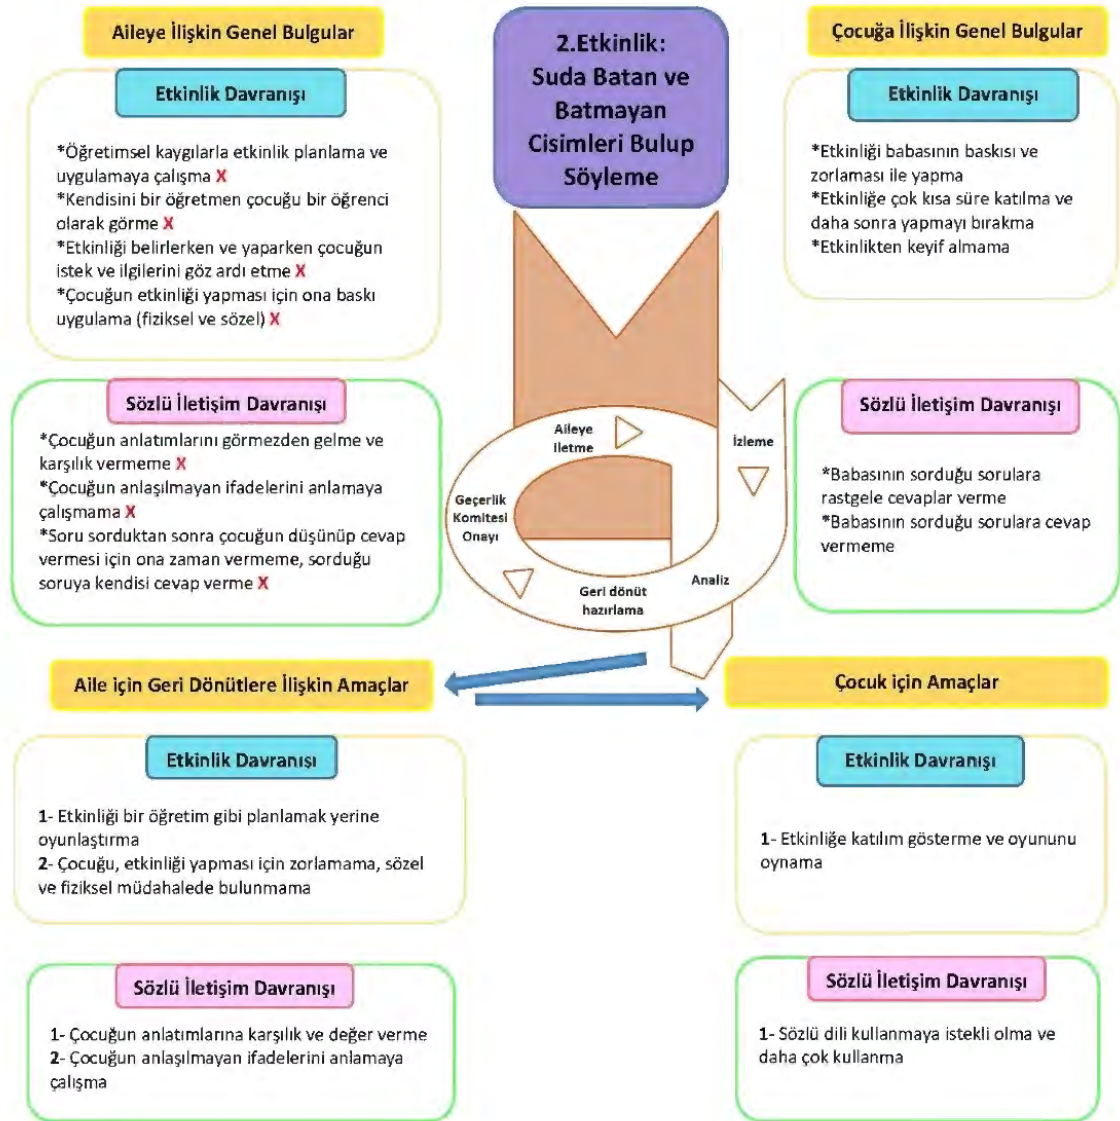 Aileye İlişkin Genel Bulgular
Etkinlik Davranışı
*Öğretimsel kaygılarla etkinlik planlama ve
uygulamaya çalışma X
*Kendisini bir öğretmen çocuğu bir öğrenci
olarak görme X
*Etkinliği belirlerken ve yaparken çocuğun
istek ve ilgilerini göz ardı etme X
*Çocuğun etkinliği yapması için ona baskı
uygulama (fiziksel ve sözel) X
Sözlü İletişim Davranışı
*Çocuğun anlatımlarını görmezden gelme ve
karşılık vermeme X
*Çocuğun anlaşılmayan ifadelerini anlamaya
çalışmama X
*Soru sorduktan sonra çocuğun düşünüp cevap
vermesi için ona zaman vermeme, sorduğu
soruya kendisi cevap verme X
2.Etkinlik:
Suda Batan ve
Batmayan
Cisimleri Bulup
Söyleme
Aileye
iletme
İzleme
Geçerlik
Komitesi
Onayı
Geri dönüt
hazırlama
Analiz
Çocuğa İlişkin Genel Bulgular
Etkinlik Davranışı
*Etkinliği babasının baskısı ve
zorlaması ile yapma
*Etkinliğe çok kısa süre katılma ve
daha sonra yapmayı bırakma
*Etkinlikten keyif almama
Sözlü İletişim Davranışı
*Babasının sorduğu sorulara
rastgele cevaplar verme
*Babasının sorduğu sorulara cevap
vermeme
Aile için Geri Dönütlere İlişkin Amaçlar
Etkinlik Davranışı
1- Etkinliği bir öğretim gibi planlamak yerine
oyunlaştırma
2- Çocuğu, etkinliği yapması için zorlamama, sözel
ve fiziksel müdahalede bulunmama
Sözlü İletişim Davranışı
1- Çocuğun anlatımlarına karşılık ve değer verme
2- Çocuğun anlaşılmayan ifadelerini anlamaya
çalışma
Çocuk için Amaçlar
Etkinlik Davranışı
1- Etkinliğe katılım gösterme ve oyununu
oynama
Sözlü İletişim Davranışı
1- Sözlü dili kullanmaya istekli olma ve
daha çok kullanma